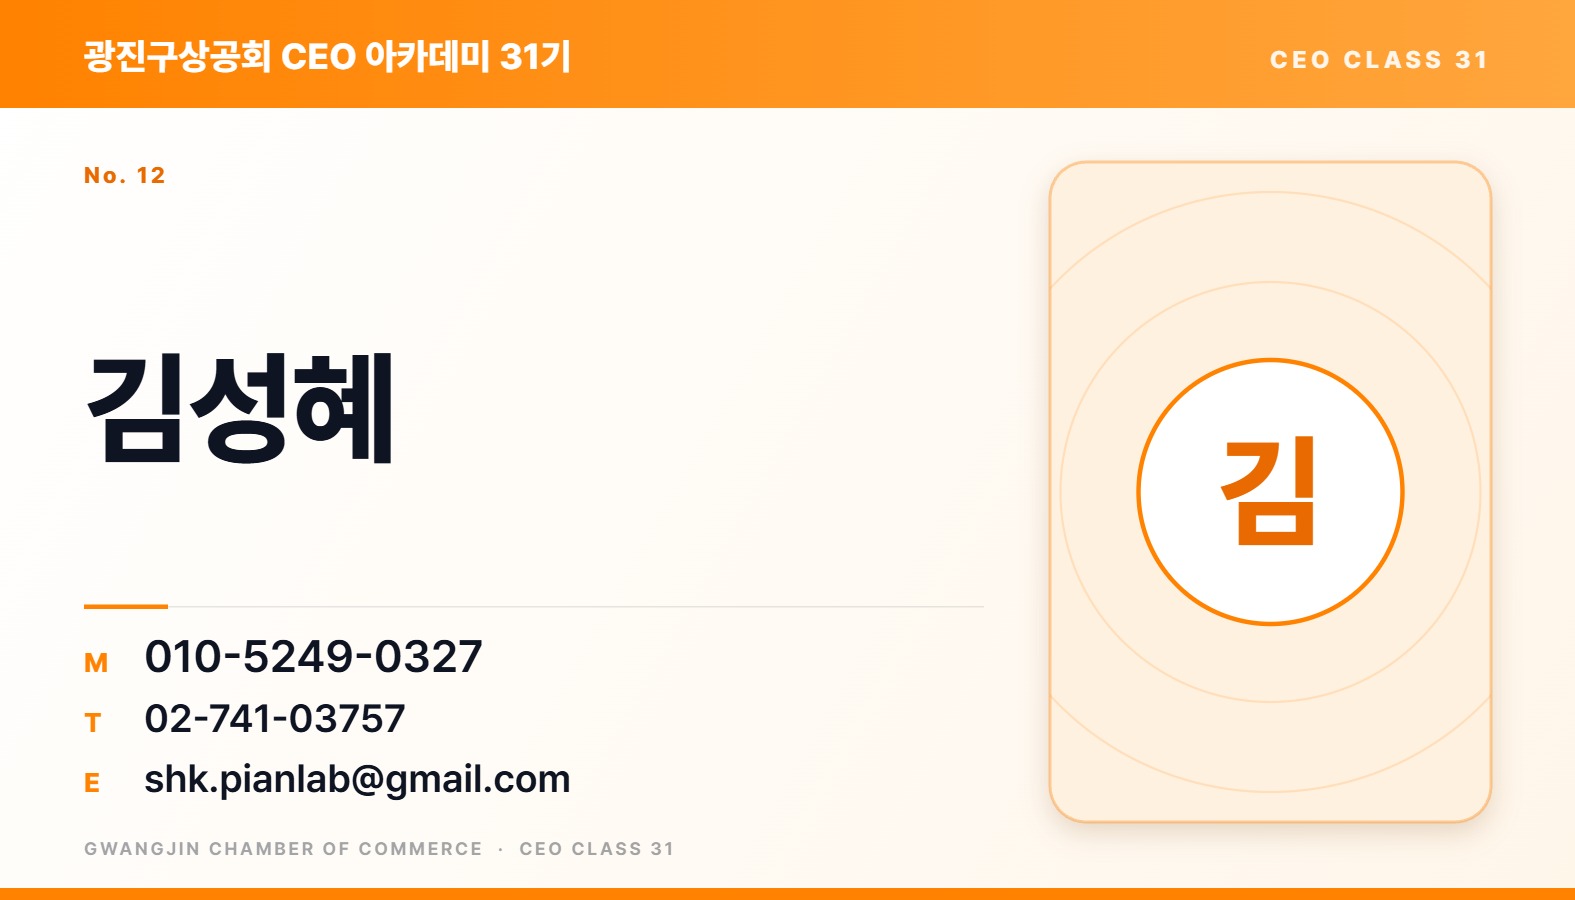 광진구상공회 CEO 아카데미 31기
CEO CLASS 31
No. 12
김성혜
김
M 010-5249-0327
T 02-741-03757
E shk.pianlab@gmail.com
GWANGJIN CHAMBER OF COMMERCE · CEO CLASS 31